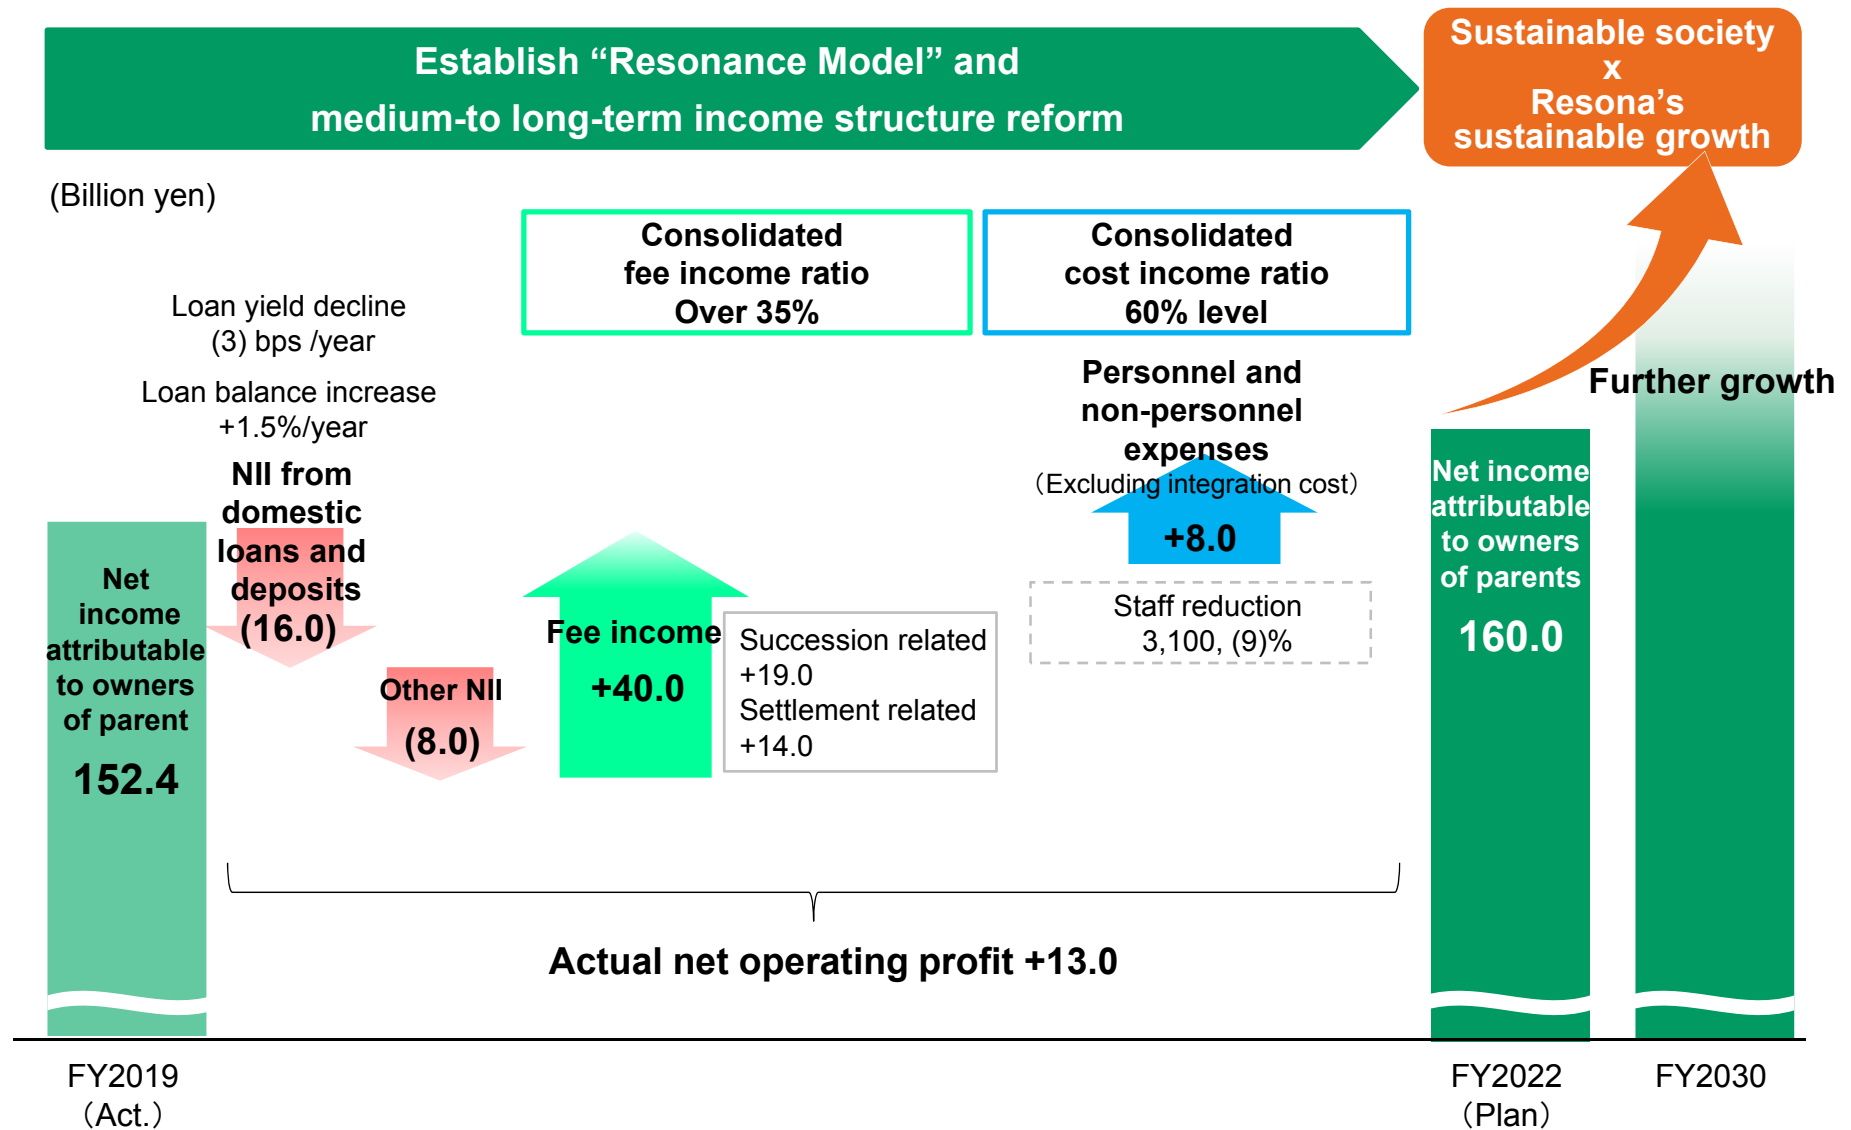 Establish “Resonance Model” and
medium-to long-term income structure reform
Sustainable society
x
Resona’s
sustainable growth
(Billion yen)
Consolidated
fee income ratio
Over 35%
Consolidated
cost income ratio
60% level
Loan yield decline
(3) bps /year
Loan balance increase
+1.5%/year
NII from
domestic
loans and
deposits
(16.0)
Other NII
(8.0)
Fee income
+40.0
Succession related
+19.0
Settlement related
+14.0
Personnel and
non-personnel
expenses
（Excluding integration cost）
+8.0
Staff reduction
3,100, (9)%
Net
income
attributable
to owners
of parent
152.4
Net income
attributable
to owners
of parents
160.0
Further growth
Actual net operating profit +13.0
FY2019
（Act.）
FY2022
（Plan）
FY2030